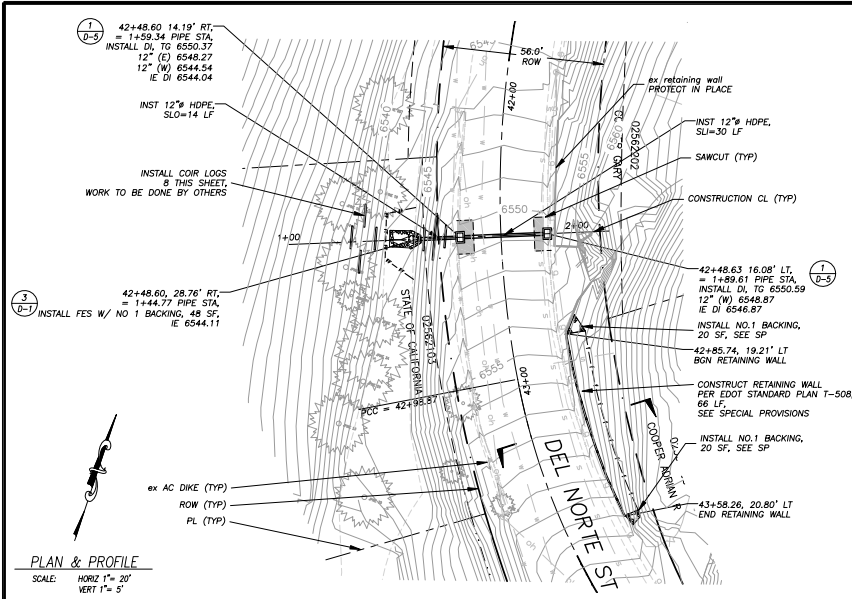 1
D-5
42+48.60 14.19' RT,
= 1+59.34 PIPE STA,
INSTALL DI, TG 6550.37
12" (E) 6548.27
12" (W) 6544.54
IE DI 6544.04
INST 12"ø HDPE,
SLO=14 LF
INSTALL COIR LOGS
8 THIS SHEET,
WORK TO BE DONE BY OTHERS
1+00
3
D-1
42+48.60, 28.76' RT,
= 1+44.77 PIPE STA,
INSTALL FES W/ NO 1 BACKING, 48 SF,
IE 6544.11
56.0'
ROW
42+00
6540
6545
6545
6550
6555
6555
6560
2+00
ex retaining wall
PROTECT IN PLACE
INST 12"ø HDPE,
SLI=30 LF
SAWCUT (TYP)
CONSTRUCTION CL (TYP)
GARY
02562202
42+48.63 16.08' LT,
= 1+89.61 PIPE STA,
INSTALL DI, TG 6550.59
12" (W) 6548.87
IE DI 6546.87
1
D-5
INSTALL NO.1 BACKING,
20 SF, SEE SP
42+85.74, 19.21' LT
BGN RETAINING WALL
CONSTRUCT RETAINING WALL
PER EDOT STANDARD PLAN T-508,
66 LF,
SEE SPECIAL PROVISIONS
INSTALL NO.1 BACKING,
20 SF, SEE SP
COOPER ADRIAN R
43+58.26, 20.80' LT
END RETAINING WALL
STATE OF CALIFORNIA
02562103
PCC = 42+98.87
43+00
DEL NORTE ST
ex AC DIKE (TYP)
ROW (TYP)
PL (TYP)
PLAN & PROFILE
SCALE: HORIZ 1"= 20'
VERT 1"= 5'